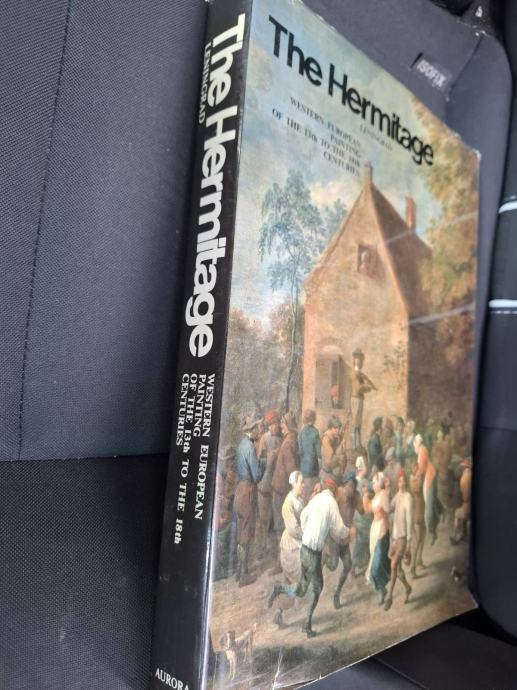 The Hermitage
LENINGRAD
WESTERN EUROPEAN
PAINTING
OF THE 13th TO THE 18th
CENTURIES
The Hermitage
LENINGRAD
WESTERN EUROPEAN
PAINTING
OF THE 13th TO THE 18th
CENTURIES
AURORA
ISOFIX